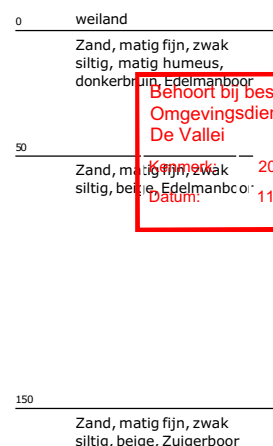 0 weiland
Zand, matig fijn, zwak
siltig, matig humeus,
donkerbruin, Edelmanboor
Behoort bij bes
Omgevingsdien
De Vallei
Kenmerk: 20
Datum: 11
50
Zand, matig fijn, zwak
siltig, beige, Edelmanboor
150
Zand, matig fijn, zwak
siltig, beige, Zuigerboor